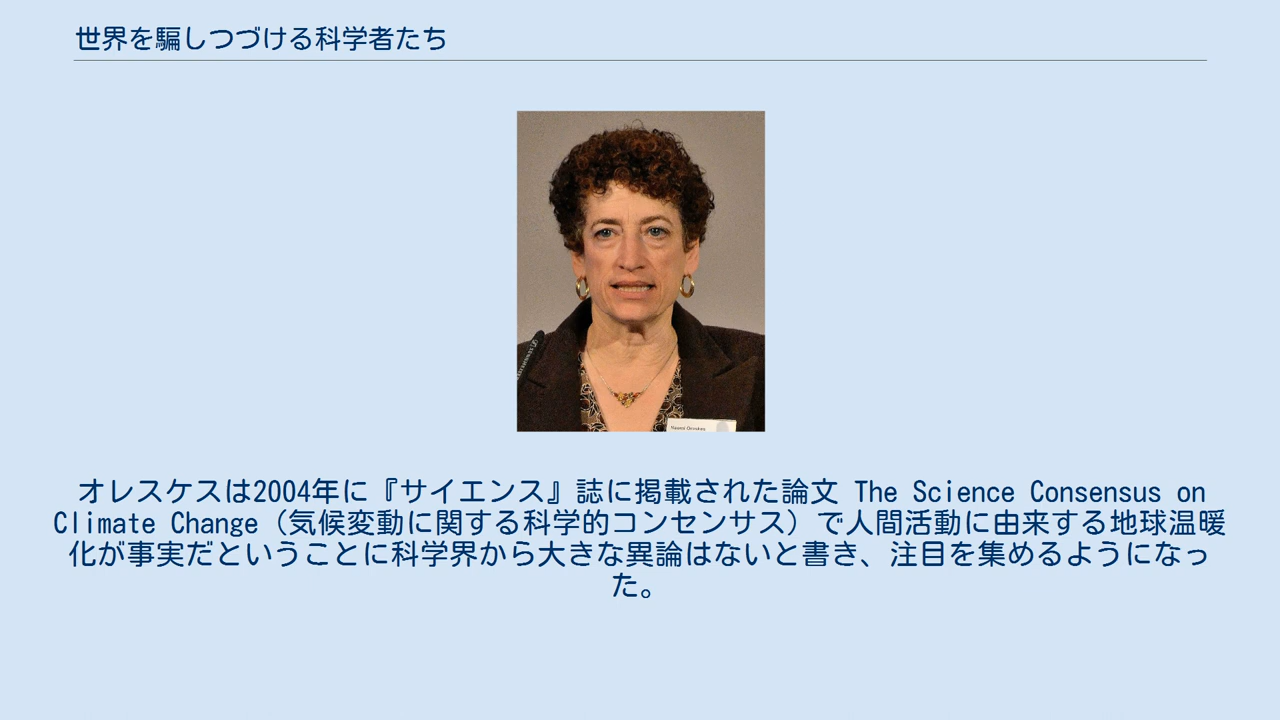 世界を騙しつづける科学者たち
Naomi Oreskes
オレスケスは2004年に『サイエンス』誌に掲載された論文 The Science Consensus on
Climate Change（気候変動に関する科学的コンセンサス）で人間活動に由来する地球温暖
化が事実だということに科学界から大きな異論はないと書き、注目を集めるようになっ
た。